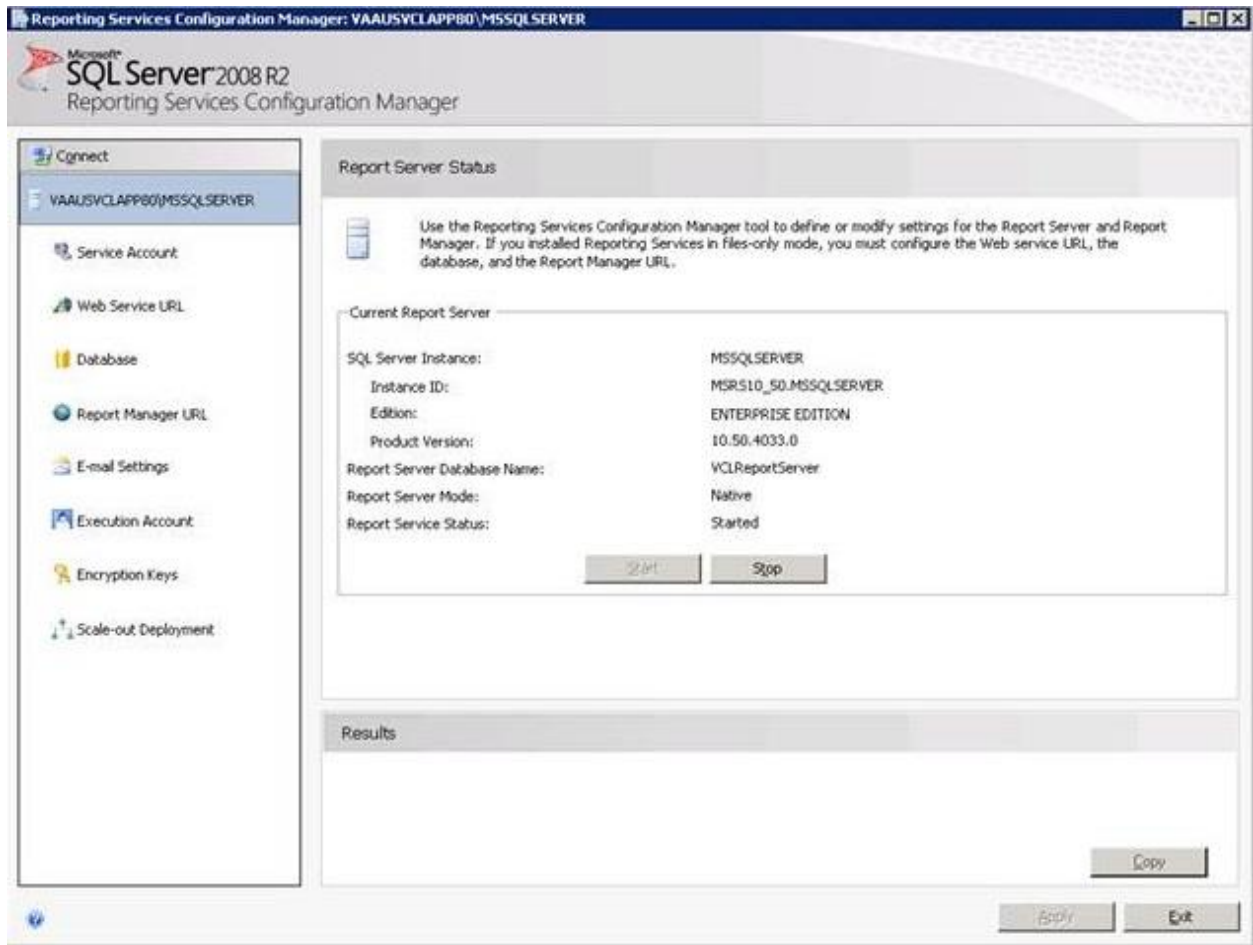 Reporting Services Configuration Manager: VAAUSVCLAPP80\MSSQLSERVER
Microsoft
SQL Server 2008 R2
Reporting Services Configuration Manager
Connect
VAAUSVCLAPP80\MSSQLSERVER
Service Account
Web Service URL
Database
Report Manager URL
E-mail Settings
Execution Account
Encryption Keys
Scale-out Deployment
Report Server Status
Use the Reporting Services Configuration Manager tool to define or modify settings for the Report Server and Report
Manager. If you installed Reporting Services in files-only mode, you must configure the Web service URL, the
database, and the Report Manager URL.
Current Report Server
SQL Server Instance: MSSQLSERVER
Instance ID: MSRS10_50.MSSQLSERVER
Edition: ENTERPRISE EDITION
Product Version: 10.50.4033.0
Report Server Database Name: VCLReportServer
Report Server Mode: Native
Report Service Status: Started
Start Stop
Results
Copy
Apply Exit